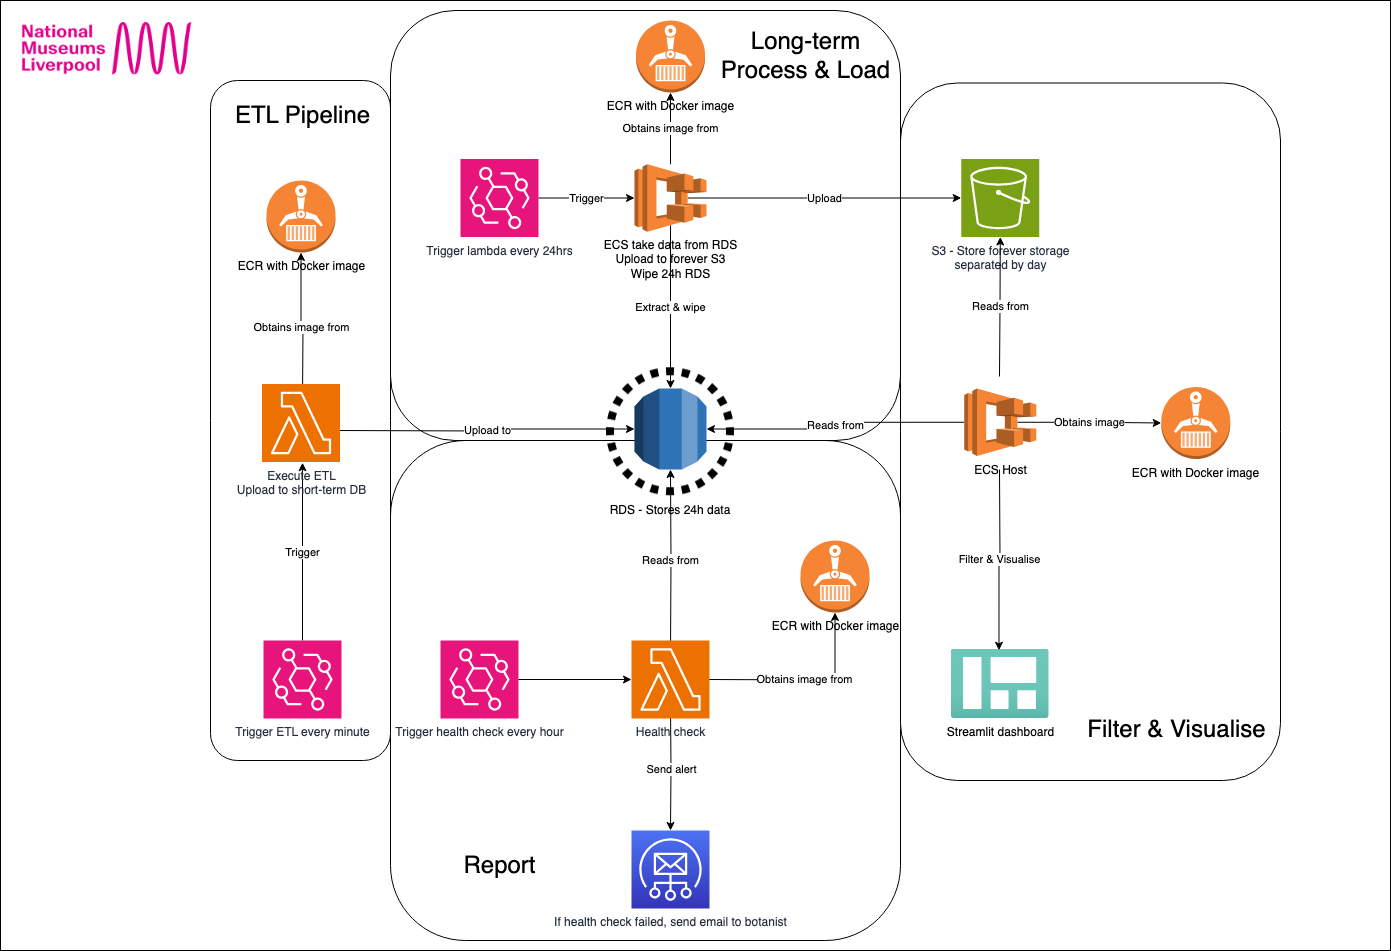 National
Museums
Liverpool
ETL Pipeline
ECR with Docker image
Obtains image from
Execute ETL
Upload to short-term DB
Trigger
Trigger ETL every minute
Long-term
Process & Load
ECR with Docker image
Obtains image from
Trigger lambda every 24hrs
Trigger
ECS take data from RDS
Upload to forever S3
Wipe 24h RDS
Upload
Extract & wipe
Upload to
RDS - Stores 24h data
Reads from
S3 - Store forever storage
separated by day
Reads from
ECS Host
Obtains image
ECR with Docker image
Filter & Visualise
Streamlit dashboard
Filter & Visualise
Reads from
ECR with Docker image
Obtains image from
Trigger health check every hour
Health check
Send alert
Report
If health check failed, send email to botanist